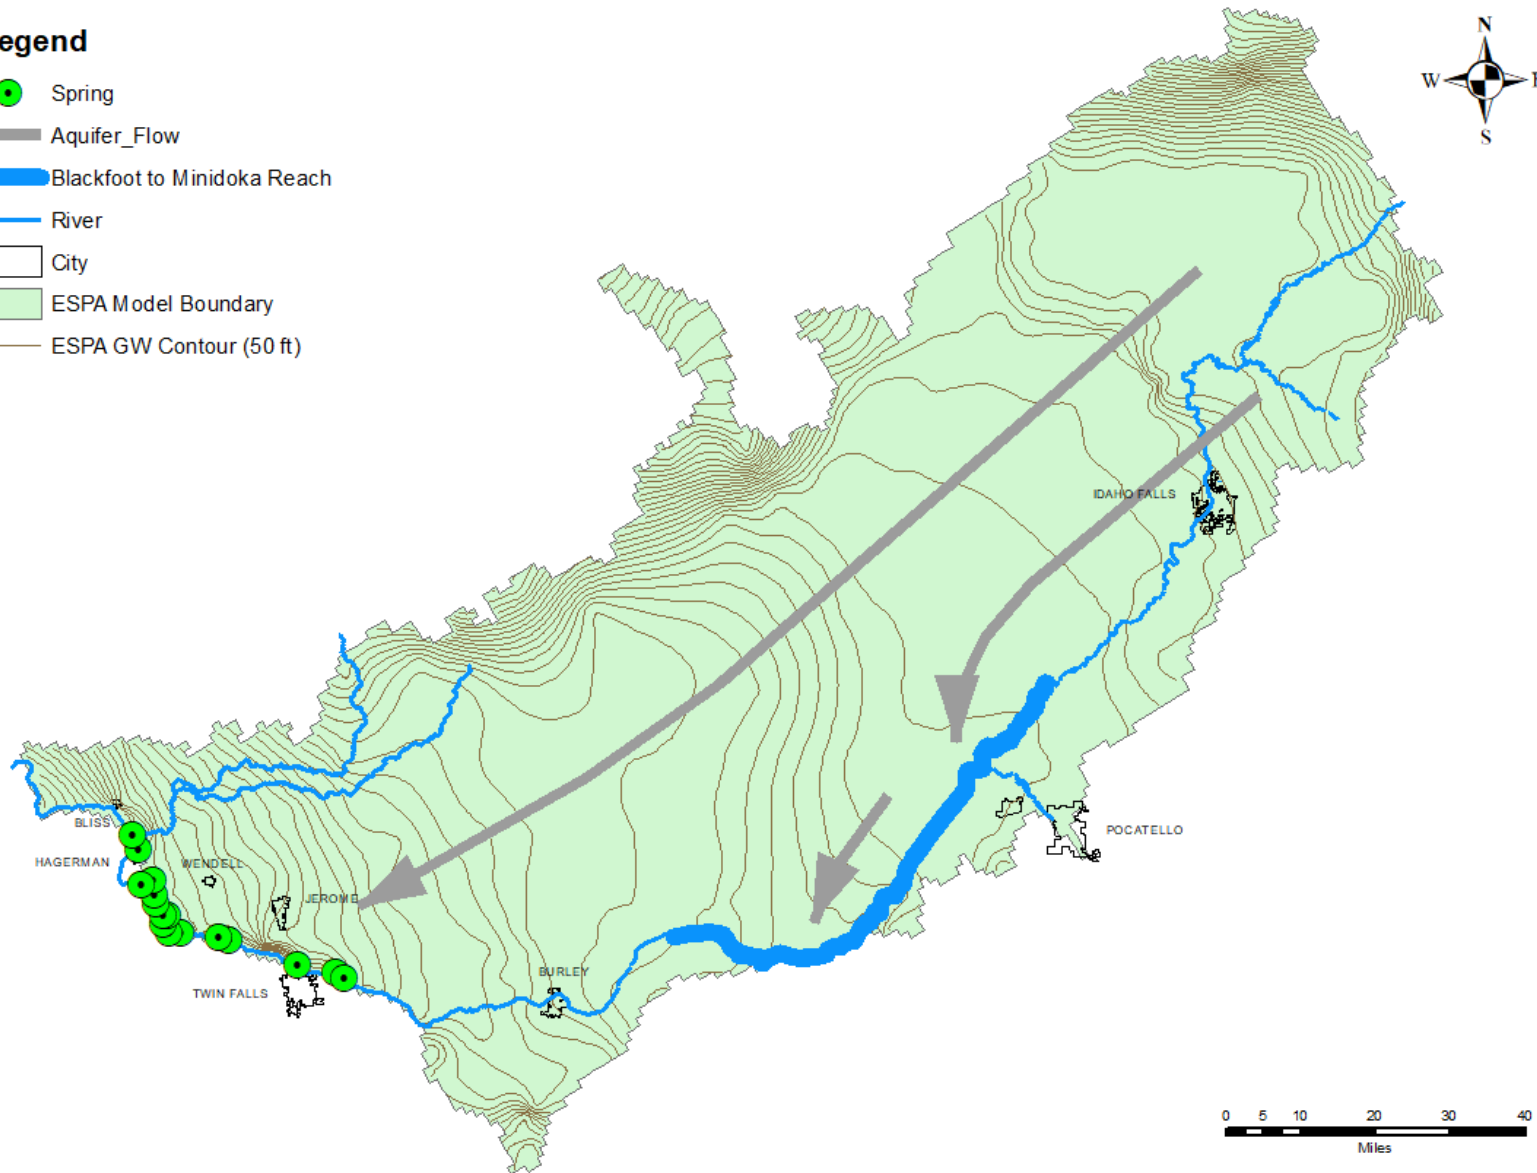 egend
Spring
Aquifer_Flow
Blackfoot to Minidoka Reach
River
City
ESPA Model Boundary
ESPA GW Contour (50 ft)
N
W
S
IDAHO FALLS
POCATELLO
BLISS
HAGERMAN
WENDELL
JEROME
BURLEY
TWIN FALLS
0 5 10 20 30 40
Miles